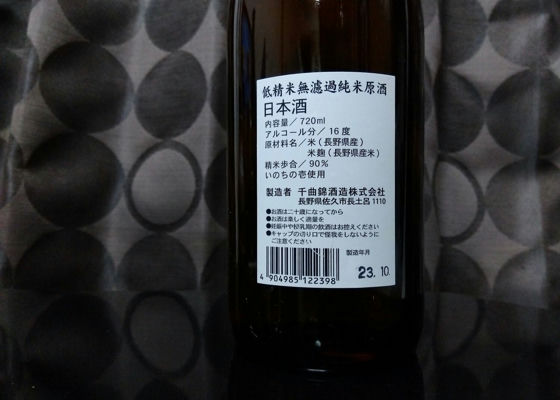 低精米無濾過純米原酒
日本酒
内容量／720ml
アルコール分／16度
原材料名／米（長野県産）
米麹（長野県産米）
精米歩合／90%
いのちの壱使用
製造者 千曲錦酒造株式会社
長野県佐久市長土呂1110
●お酒は二十歳になってから
●お酒は楽しく適量を
●妊娠中や授乳期の飲酒はお控えください
●キャップの切り口で怪我をしないように
ご注意ください
製造年月
23.10.
4 904985 122398